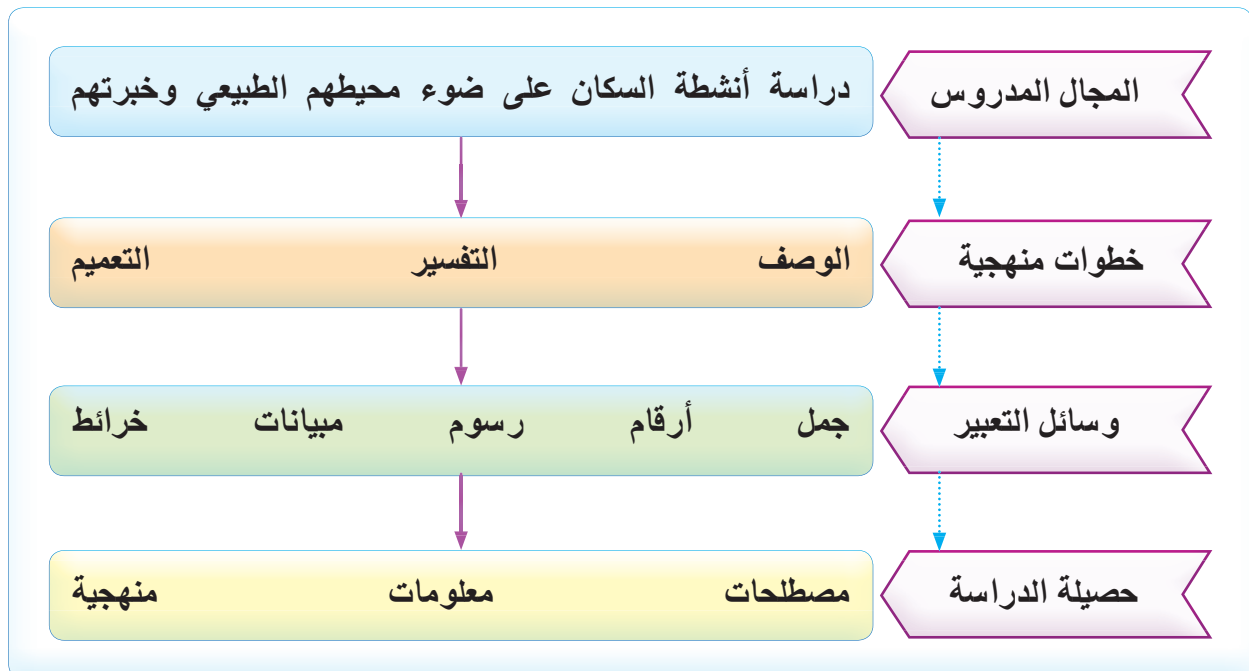 المجال المدروس
دراسة أنشطة السكان على ضوء محيطهم الطبيعي وخبرتهم
خطوات منهجية
الوصف التفسير التعميم
وسائل التعبير
جمل أرقام رسوم مبيانات خرائط
حصيلة الدراسة
مصطلحات معلومات منهجية